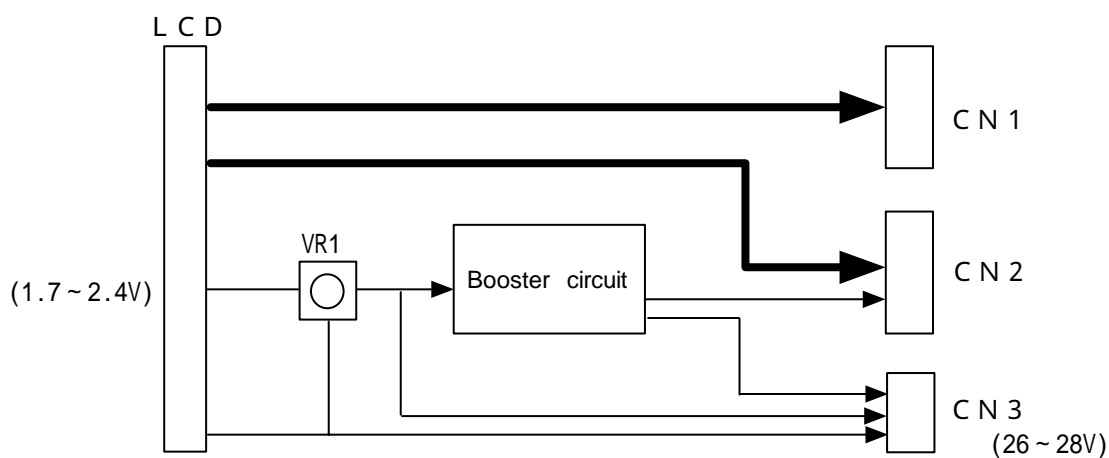 LCD
CN1
VR1
Booster circuit
CN2
(1.7~2.4V)
CN3
(26~28V)